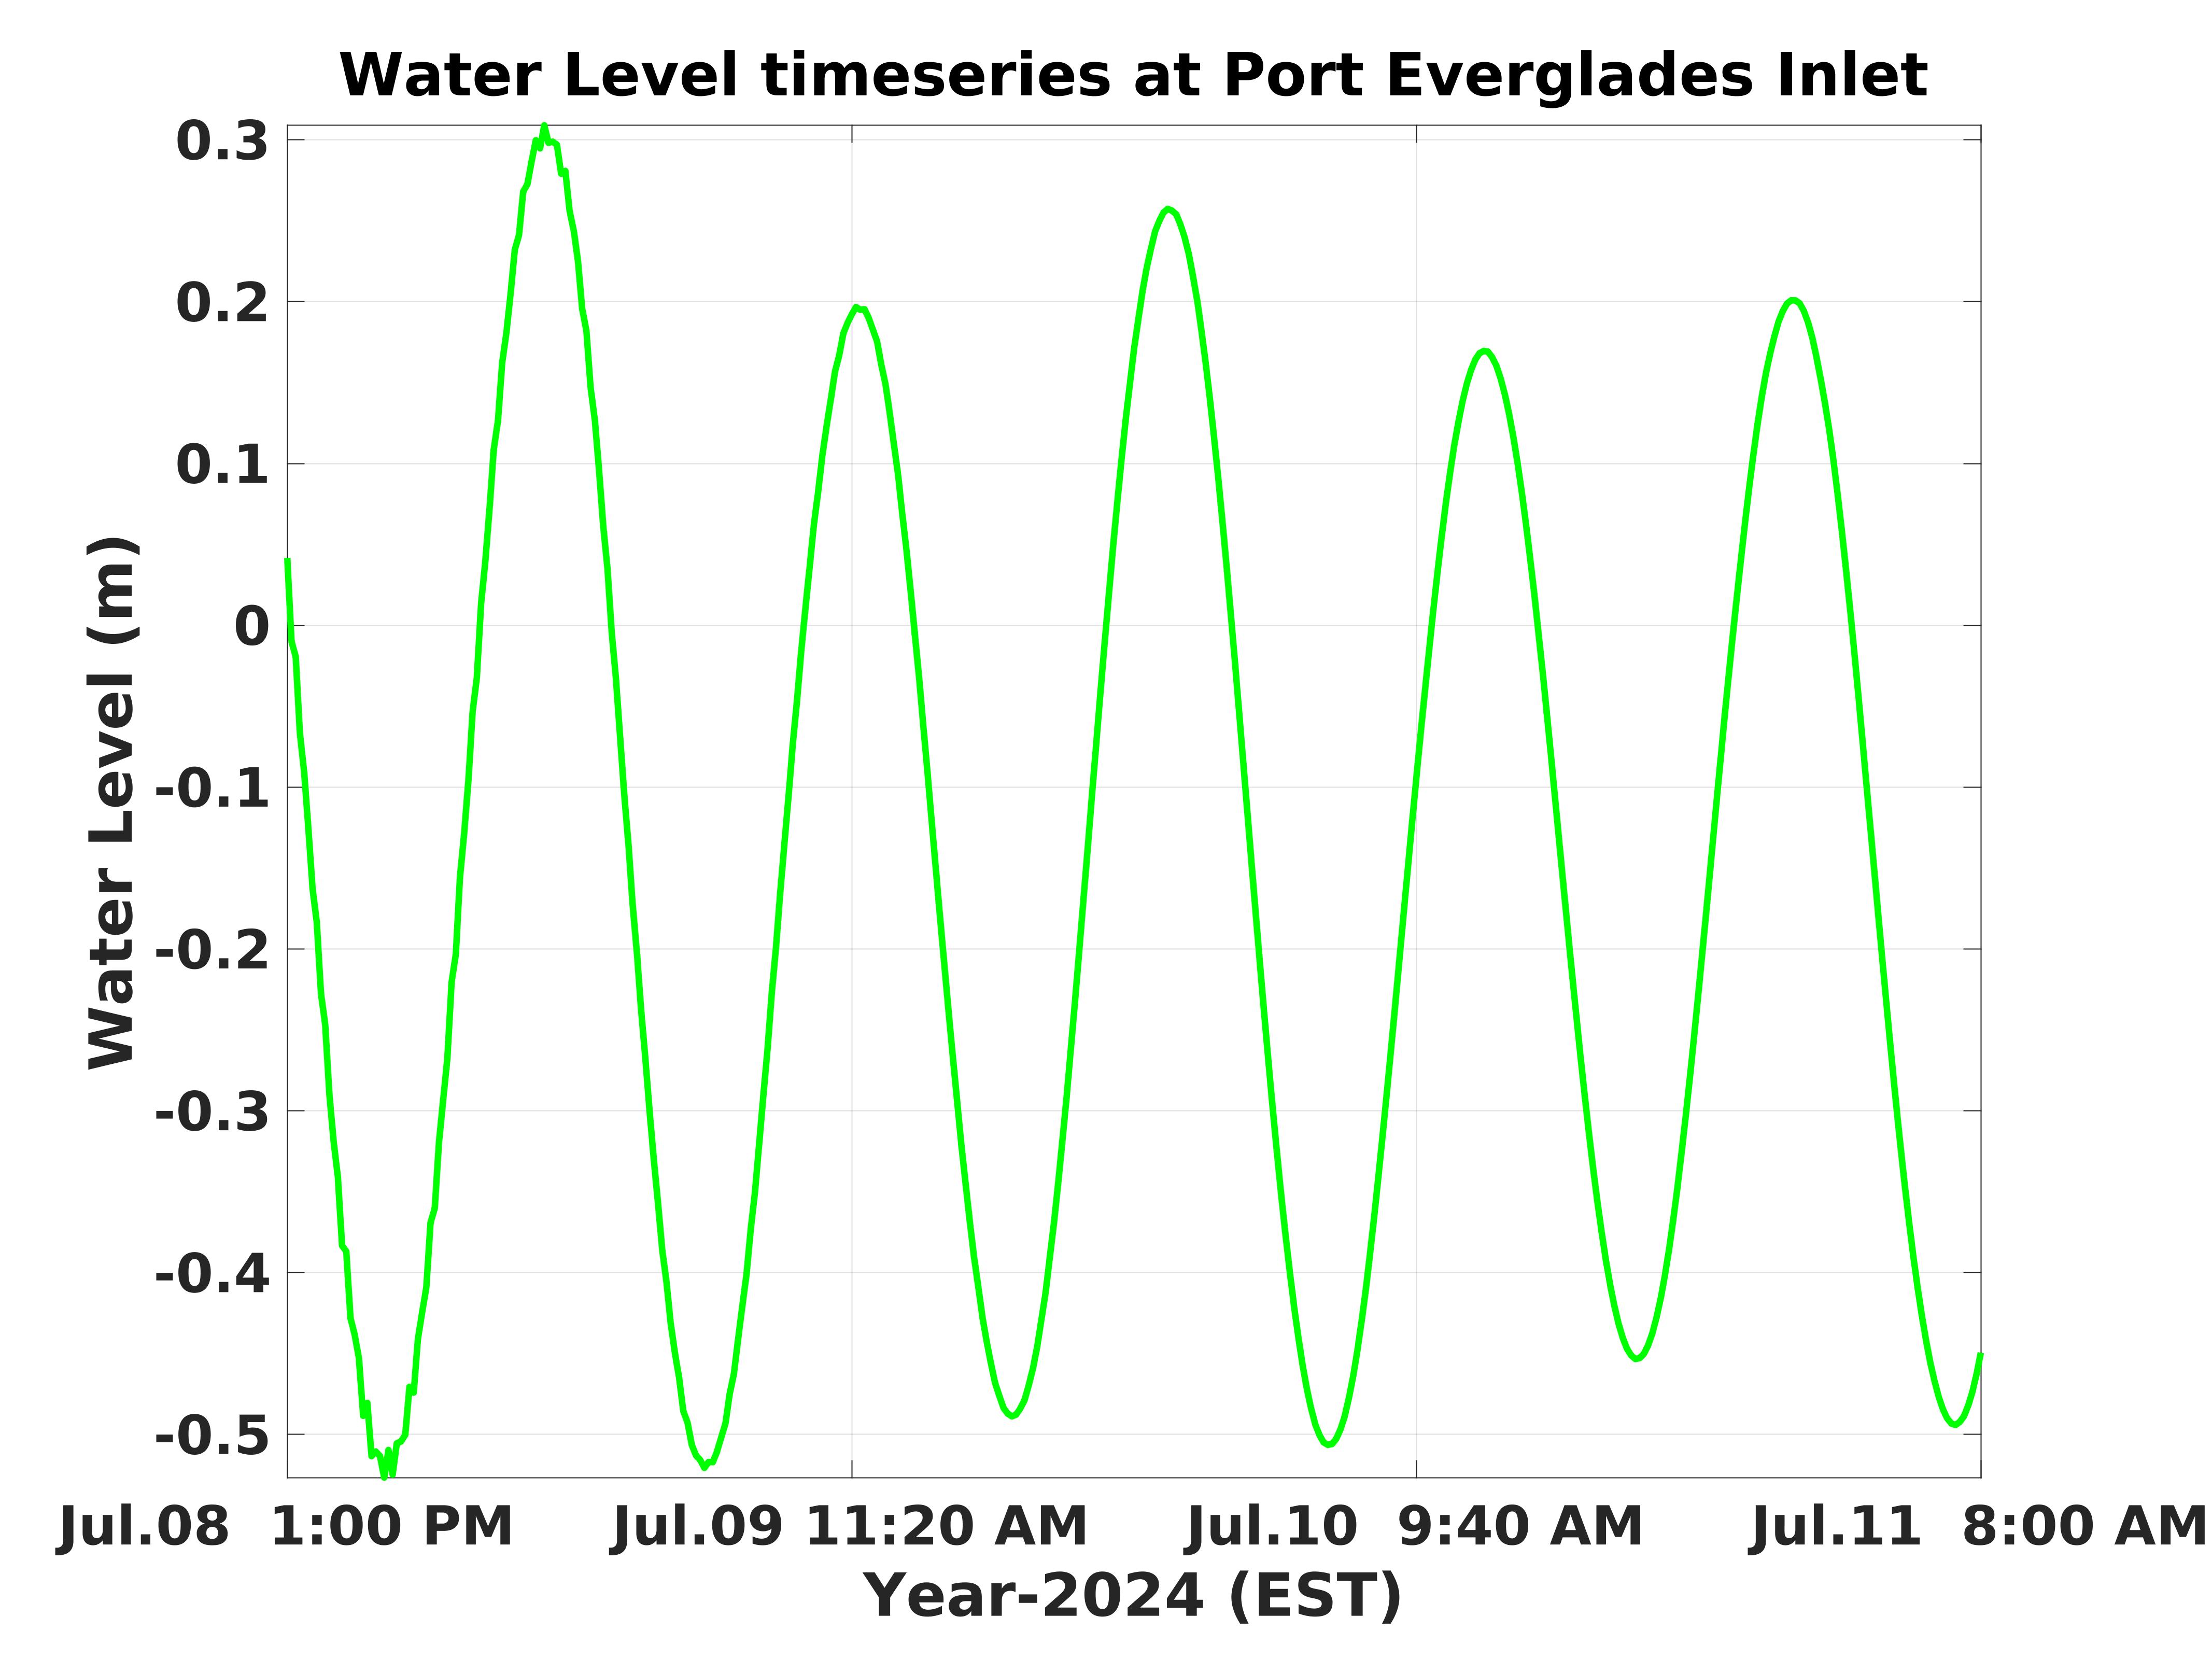 Water Level timeseries at Port Everglades Inlet
0.3
0.2
0.1
0
-0.1
-0.2
-0.3
-0.4
-0.5
Water Level (m)
Jul.08 1:00 PM Jul.09 11:20 AM Jul.10 9:40 AM Jul.11 8:00 AM
Year-2024 (EST)